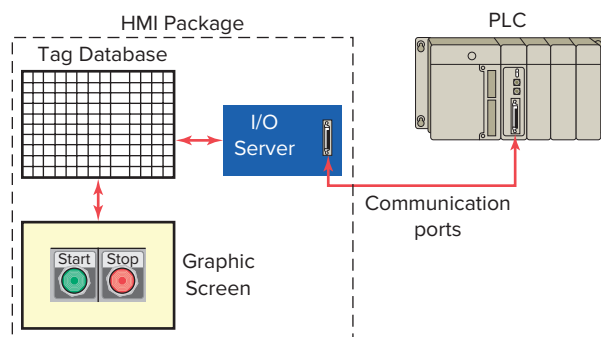 HMI Package
PLC
Tag Database
I/O
Server
Communication
ports
Start Stop
Graphic
Screen